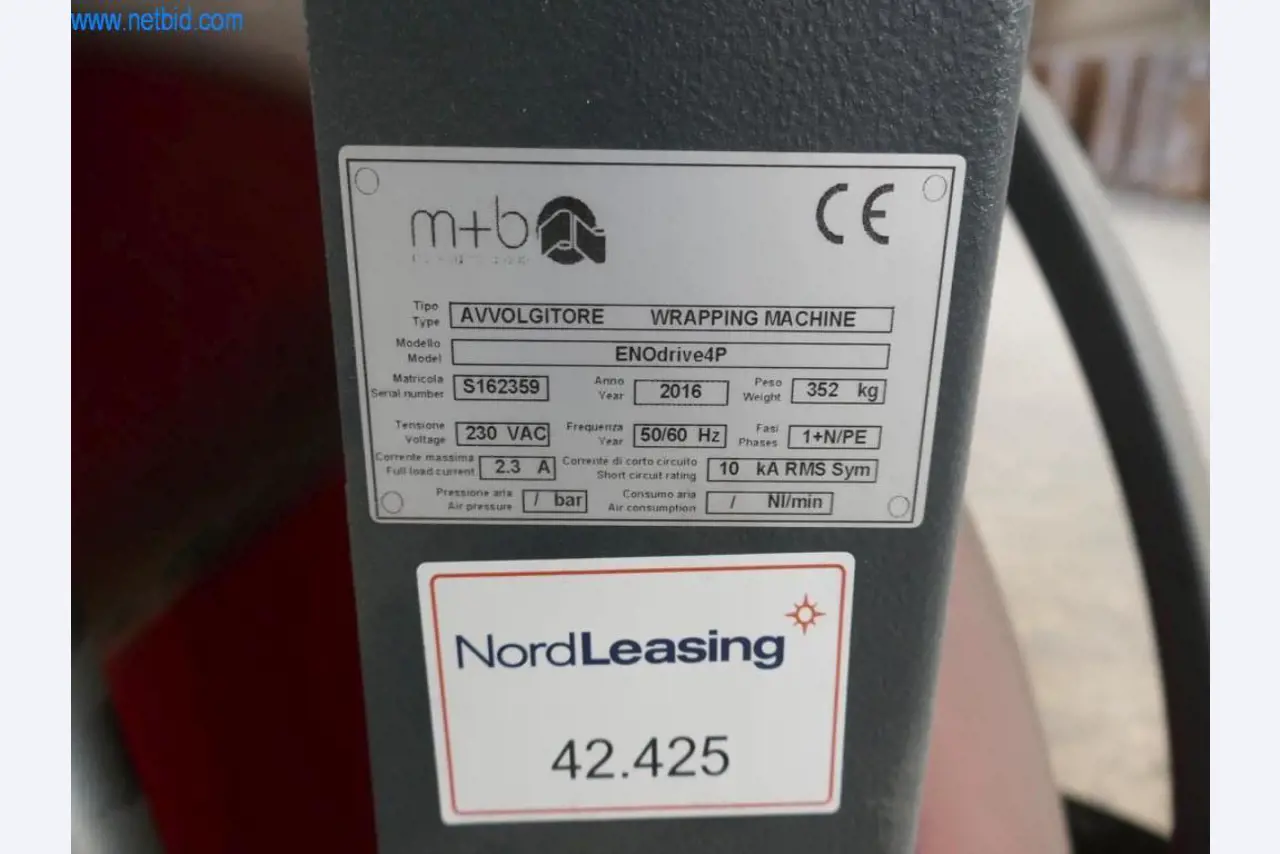 www.netbid.com
m+b
CE
Tipo
Type
AVVOLGITORE WRAPPING MACHINE
Modello
Model
ENOdrive4P
Matricola
Serial number
S162359
Anno
Year
2016
Peso
Weight
352 kg
Tensione
Voltage
230 VAC
Frequenza
Year
50/60 Hz
Fasi
Phases
1+N/PE
Corrente massima
Full load current
2.3 A
Corrente di corto circuito
Short circuit rating
10 kA RMS Sym
Pressione aria
Air pressure
/ bar
Consumo aria
Air consumption
/ Nl/min
NordLeasing
42.425